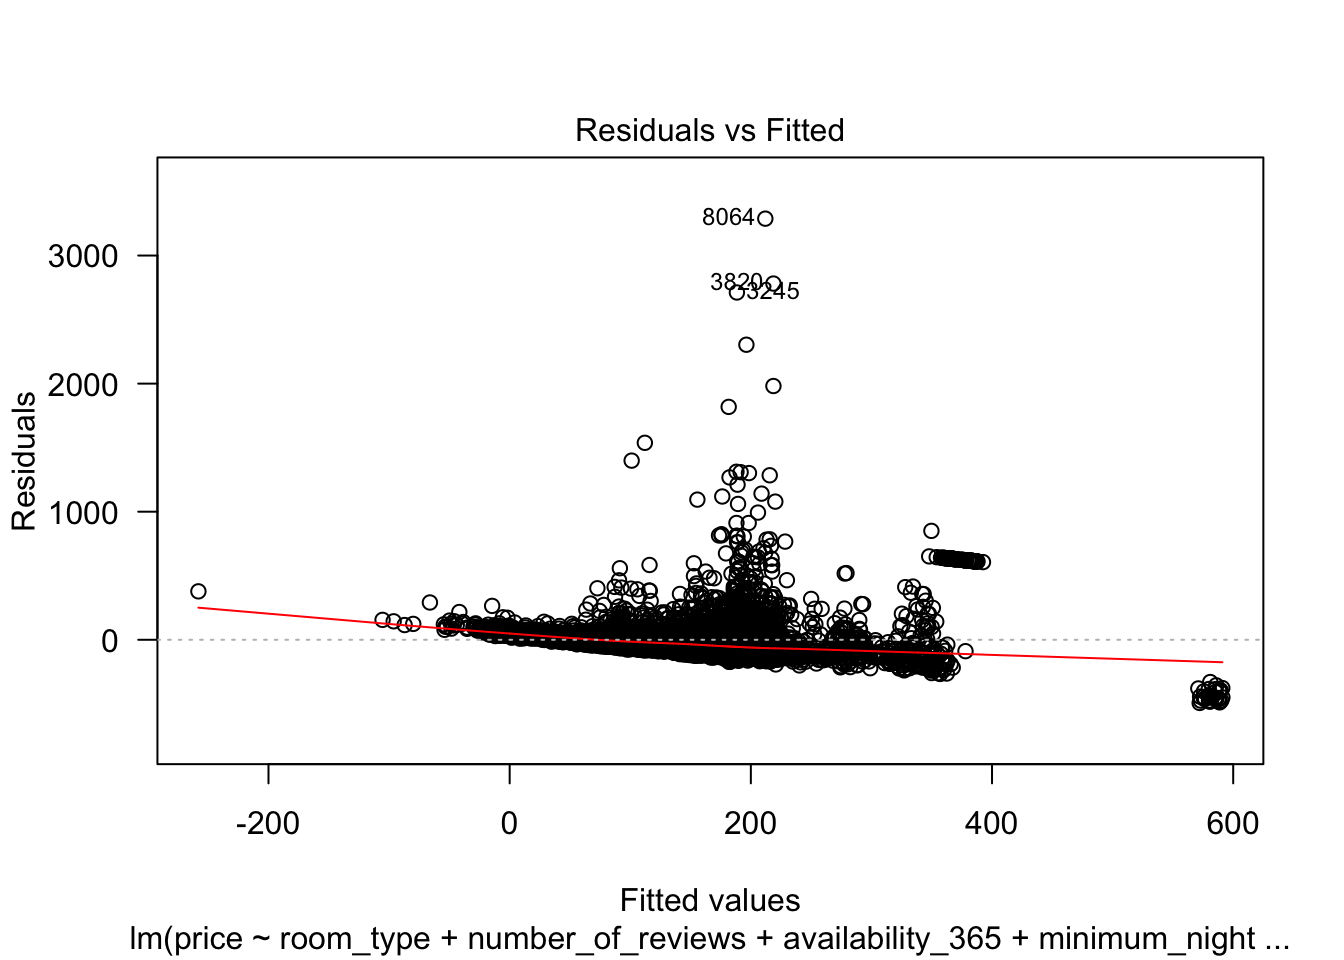 Residuals vs Fitted
8064
3820
3245
3000
2000
1000
0
Residuals
-200 0 200 400 600
Fitted values
lm(price ~ room_type + number_of_reviews + availability_365 + minimum_night ...